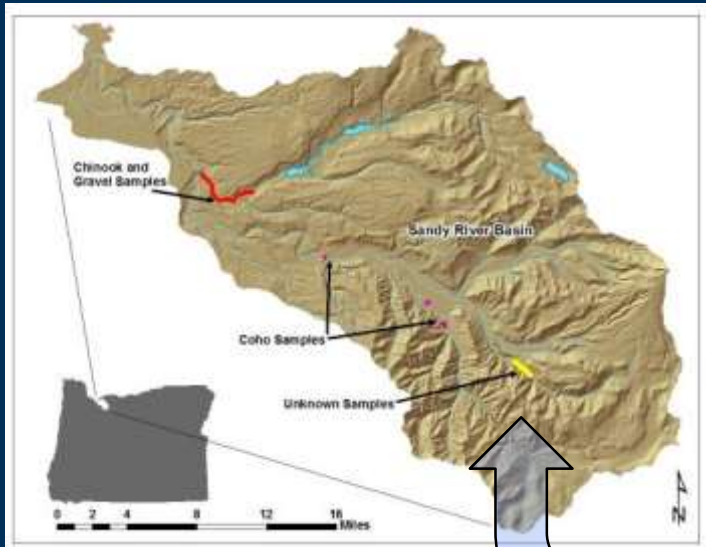 Chinook and
Gravel Samples
Sandy River Basin
Coho Samples
Unknown Samples
0 2 4 8 12 16
Miles
N